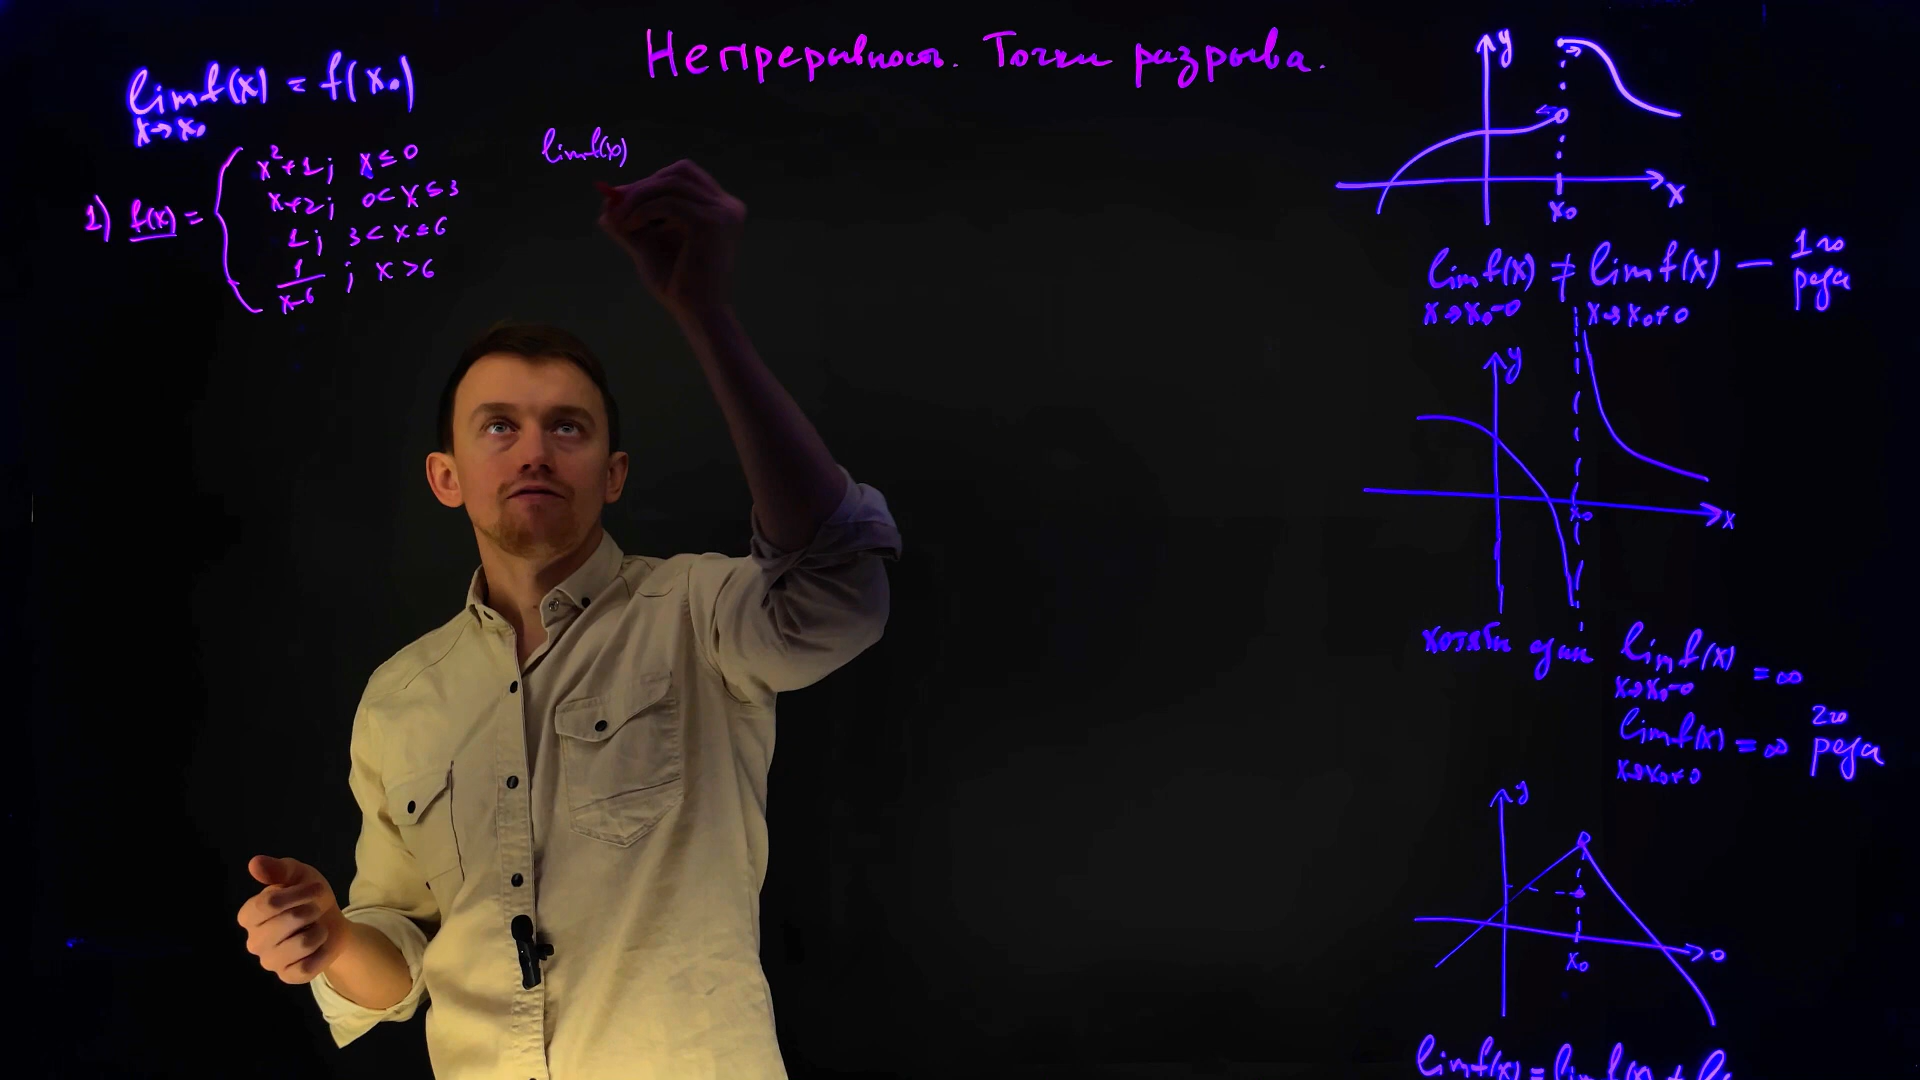 Непрерывность. Точки разрыва.
lim f(x) = f(x₀)
x→x₀
1) f(x) = { x²+1; x ≤ 0
x+2; 0 < x ≤ 3
1; 3 < x ≤ 6
1/(x-6); x > 6
lim f(x)
y
x
x₀
lim f(x) ≠ lim f(x) — 1го рода
x→x₀-0 x→x₀+0
y
x
x₀
хотя бы один lim f(x) = ∞
x→x₀-0
lim f(x) = ∞ 2го рода
x→x₀+0
y
x₀
lim f(x) = lim f(x) ≠